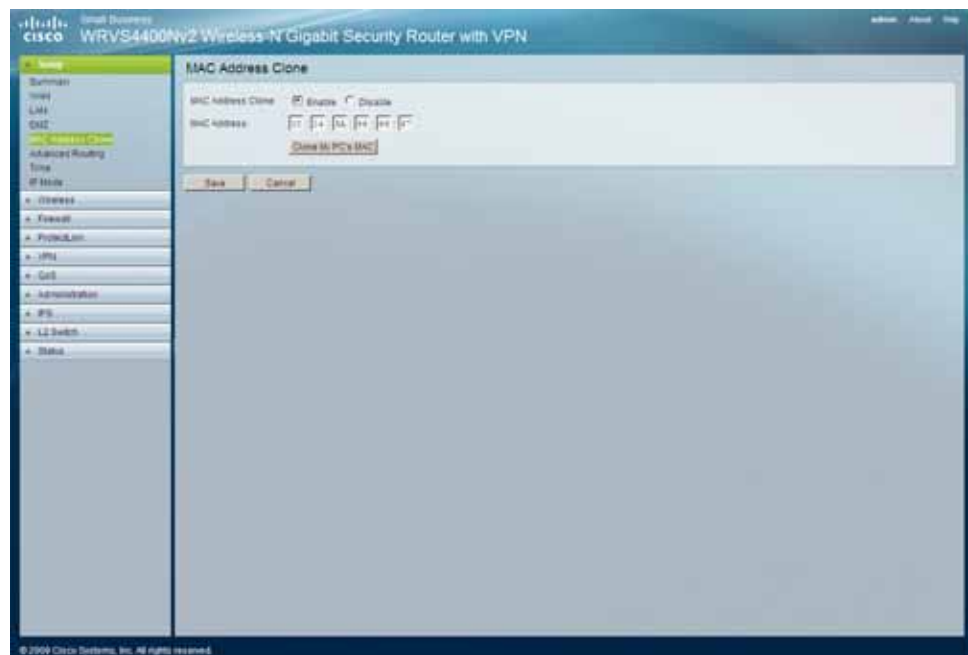 Small Business
cisco WRVS4400Nv2 Wireless-N Gigabit Security Router with VPN
admin About Help
Setup
Summary
WAN
LAN
DMZ
MAC Address Clone
Advanced Routing
Time
IP Mode
Wireless
Firewall
ProtectLink
VPN
QoS
Administration
IPS
L2 Switch
Status
MAC Address Clone
MAC Address Clone Enable Disable
MAC Address
Clone My PC's MAC
Save Cancel
© 2009 Cisco Systems, Inc. All rights reserved.